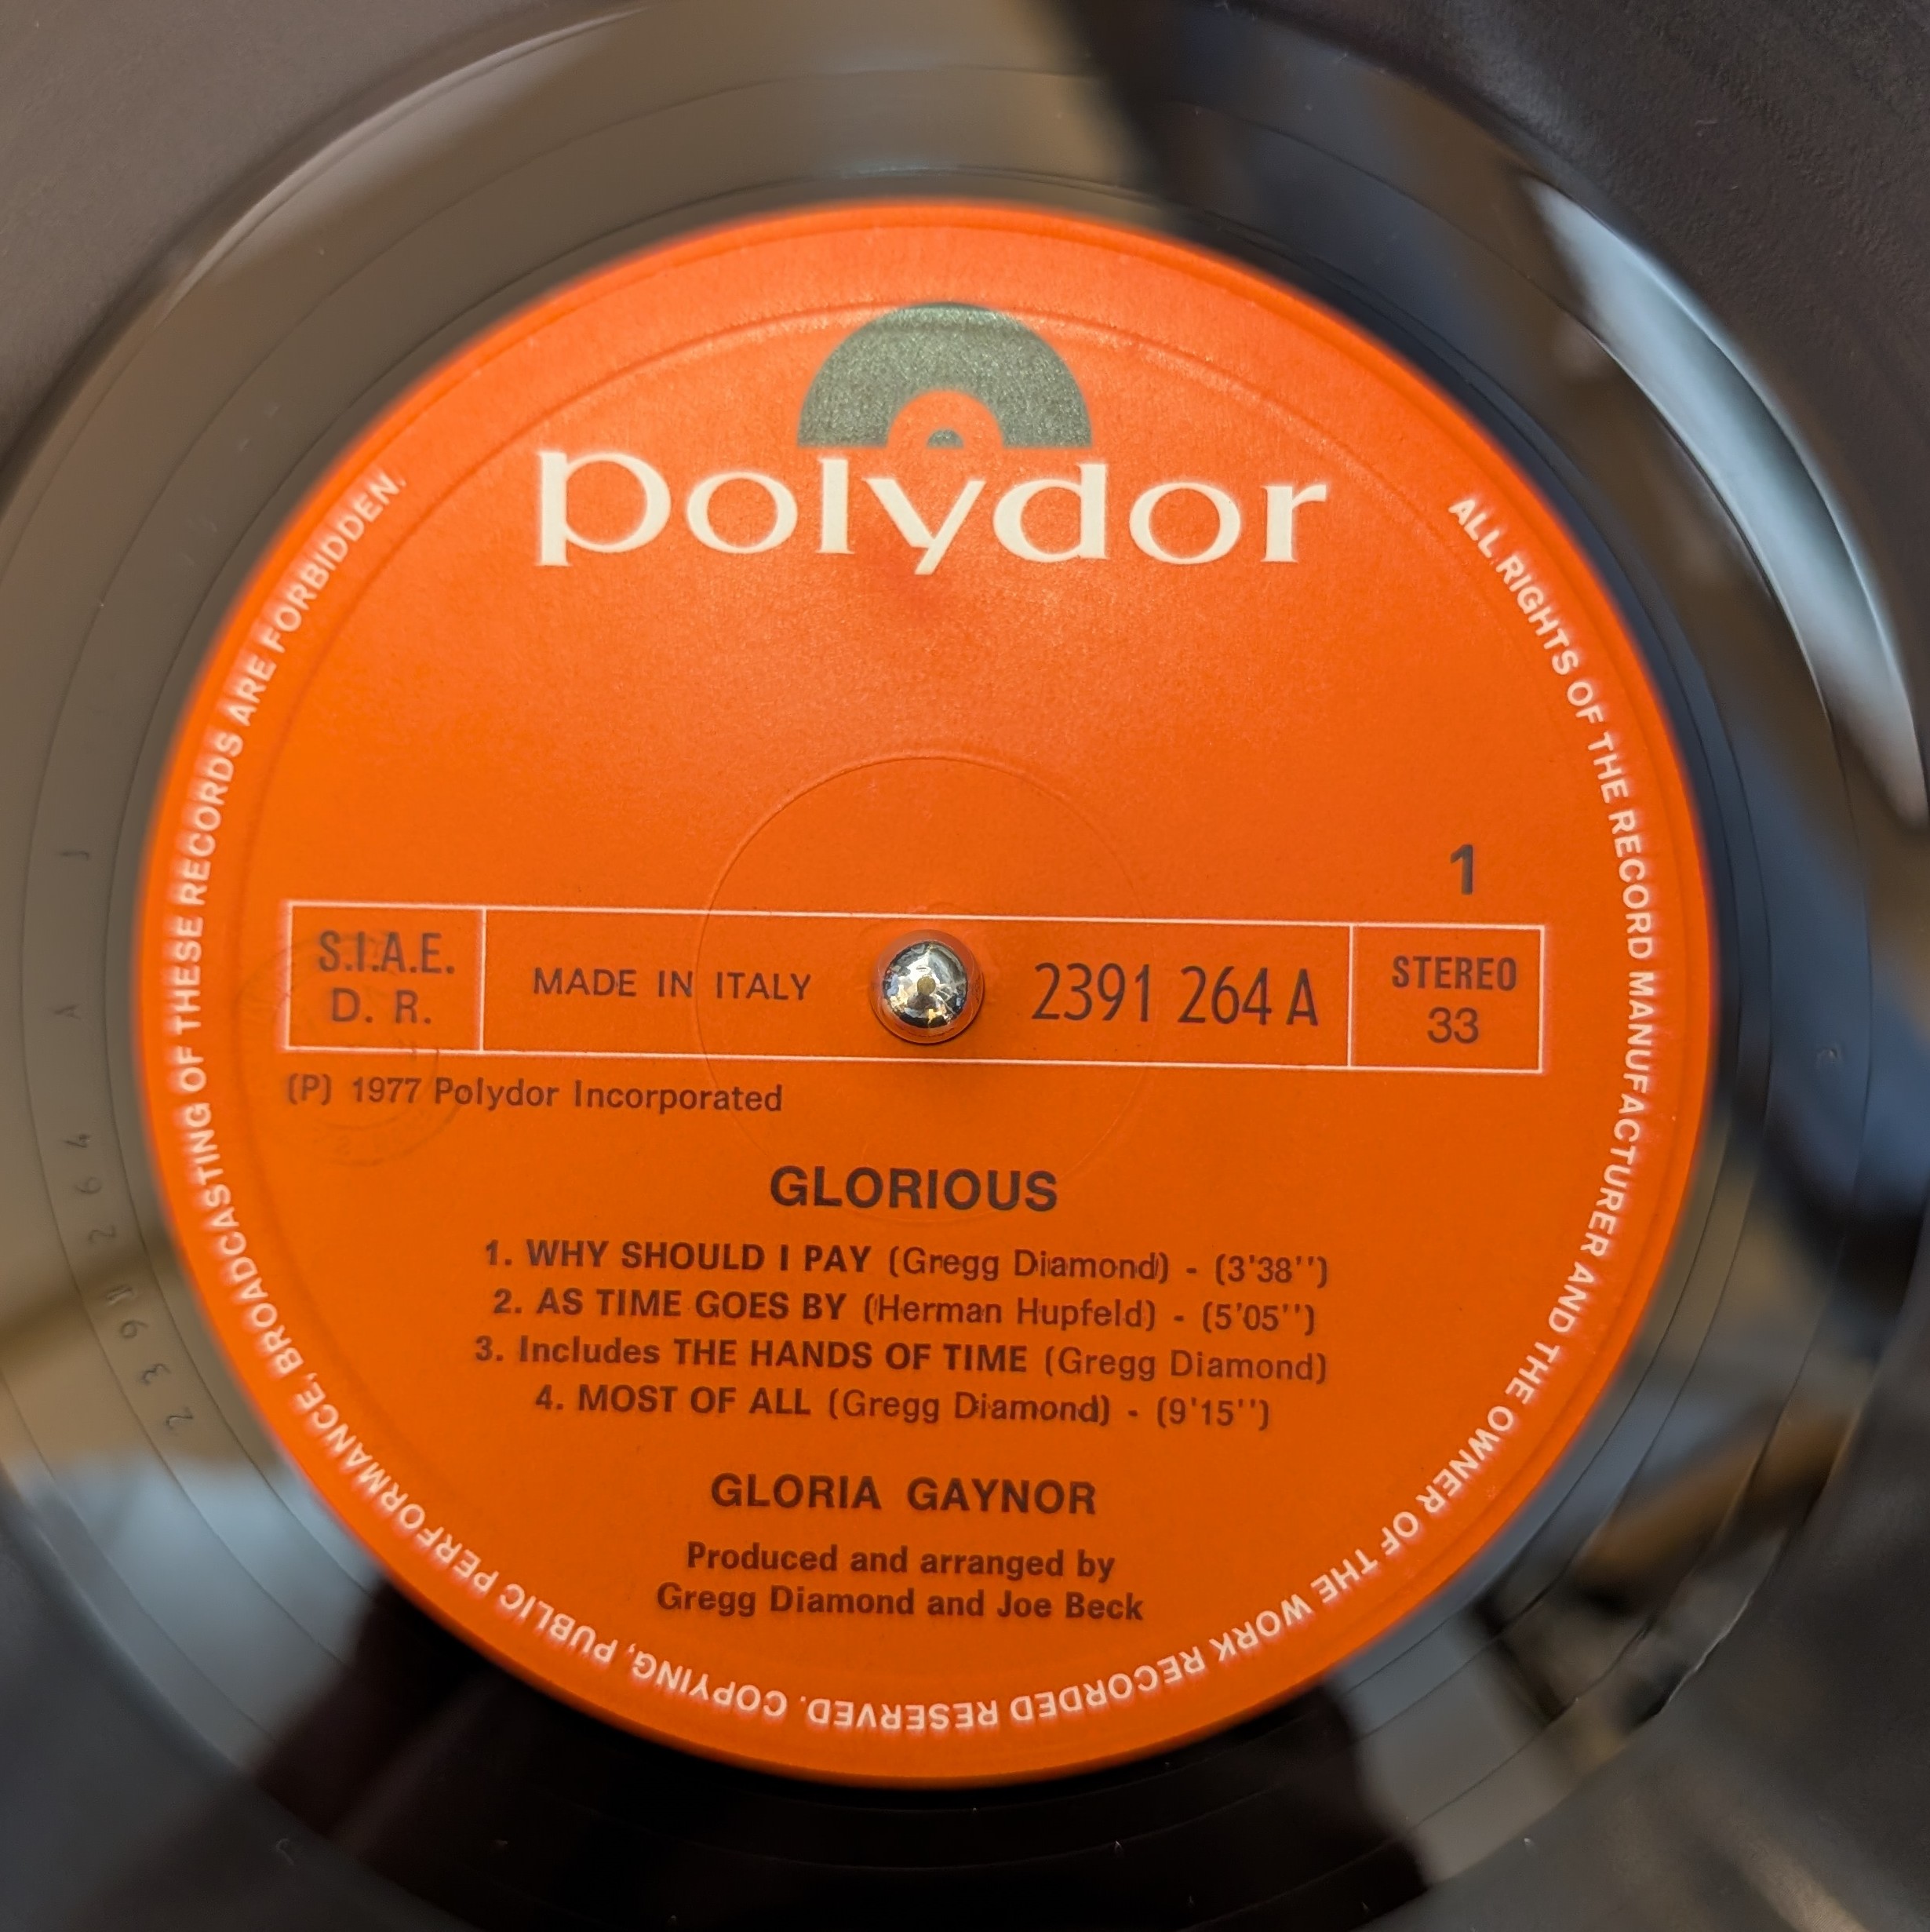 polydor
ALL RIGHTS OF THE RECORD MANUFACTURER AND THE OWNER OF THE WORK RECORDED RESERVED. COPYING, PUBLIC PERFORMANCE, BROADCASTING OF THESE RECORDS ARE FORBIDDEN.
1
S.I.A.E.
D. R.
MADE IN ITALY
2391 264 A
STEREO
33
(P) 1977 Polydor Incorporated
GLORIOUS
1. WHY SHOULD I PAY (Gregg Diamond) - (3'38'')
2. AS TIME GOES BY (Herman Hupfeld) - (5'05'')
3. Includes THE HANDS OF TIME (Gregg Diamond)
4. MOST OF ALL (Gregg Diamond) - (9'15'')
GLORIA GAYNOR
Produced and arranged by
Gregg Diamond and Joe Beck